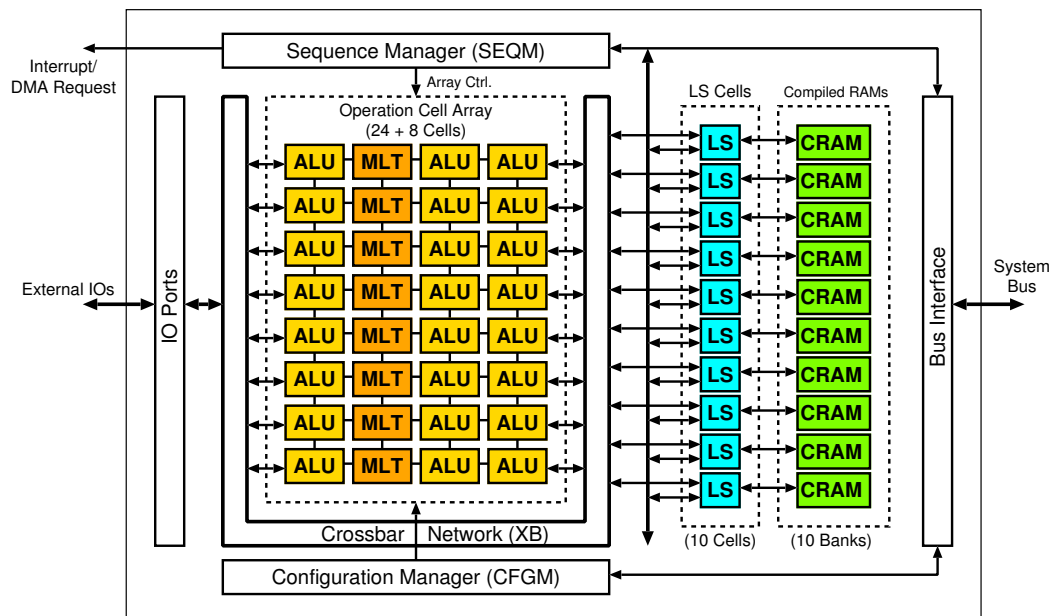 Sequence Manager (SEQM)
Interrupt/
DMA Request
Array Ctrl.
LS Cells
Compiled RAMs
Operation Cell Array
(24 + 8 Cells)
ALU MLT ALU ALU LS CRAM
ALU MLT ALU ALU LS CRAM
ALU MLT ALU ALU LS CRAM
ALU MLT ALU ALU LS CRAM
ALU MLT ALU ALU LS CRAM
ALU MLT ALU ALU LS CRAM
ALU MLT ALU ALU LS CRAM
ALU MLT ALU ALU LS CRAM
LS CRAM
LS CRAM
External IOs
IO Ports
Bus Interface
System
Bus
Crossbar Network (XB)
(10 Cells)
(10 Banks)
Configuration Manager (CFGM)